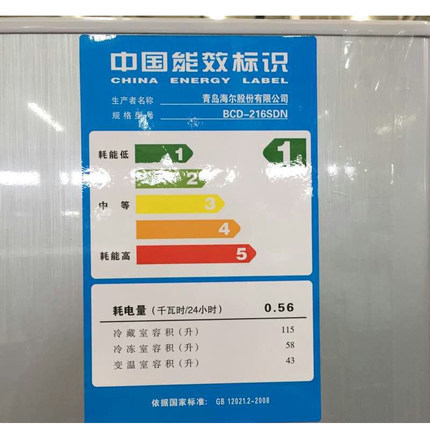 中国能效标识
CHINA ENERGY LABEL
生产者名称 青岛海尔股份有限公司
规格型号 BCD-216SDN
耗能低 1 1级
2
中等 3
4
耗能高 5
耗电量（千瓦时/24小时） 0.56
冷藏室容积（升） 115
冷冻室容积（升） 58
变温室容积（升） 43
依据国家标准：GB 12021.2-2008